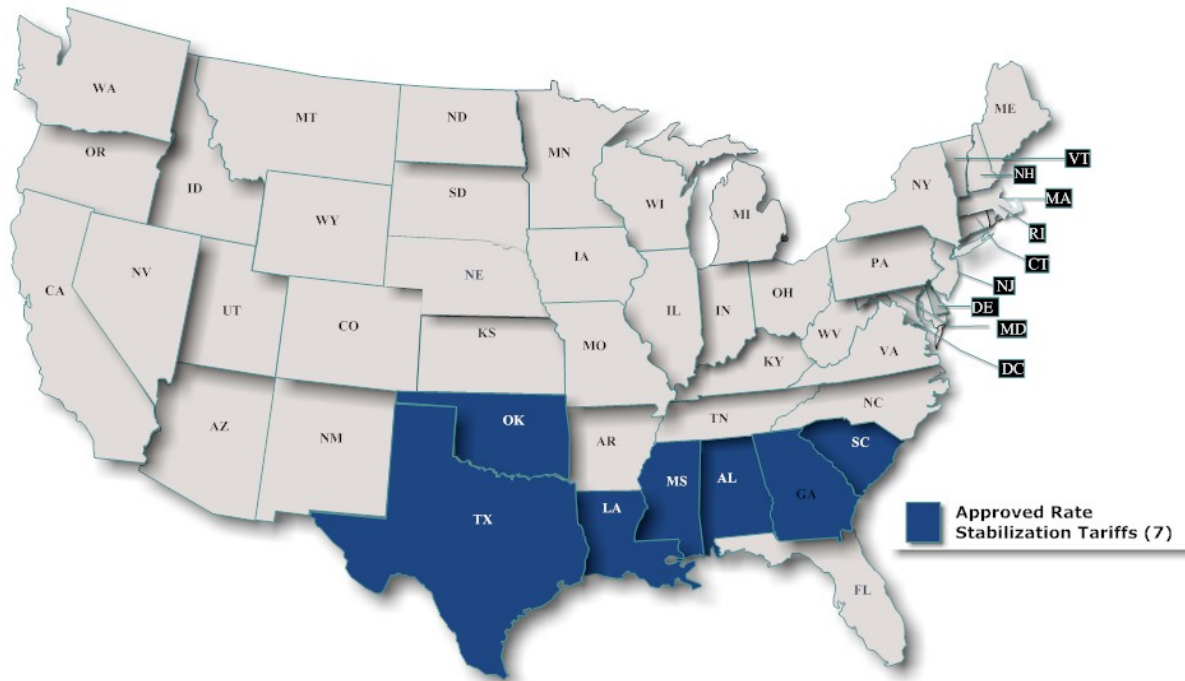 WA
MT
ND
MN
ME
OR
ID
SD
WI
MI
NY
VT
NH
MA
WY
RI
IA
PA
CT
NV
NE
NJ
CA
UT
CO
IL
IN
OH
DE
WV
MD
KS
MO
VA
KY
DC
NC
TN
OK
AZ
NM
AR
SC
MS
AL
GA
TX
LA
Approved Rate
Stabilization Tariffs (7)
FL